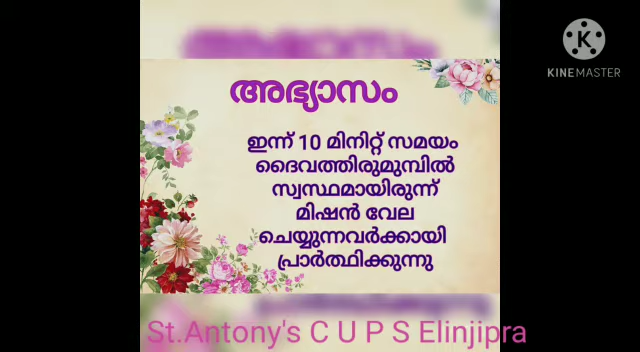 KINEMASTER
അഭ്യാസം
ഇന്ന് 10 മിനിറ്റ് സമയം
ദൈവത്തിരുമുമ്പിൽ
സ്വസ്ഥമായിരുന്ന്
മിഷൻ വേല
ചെയ്യുന്നവർക്കായി
പ്രാർത്ഥിക്കുന്നു
St.Antony's C U P S Elinjipra